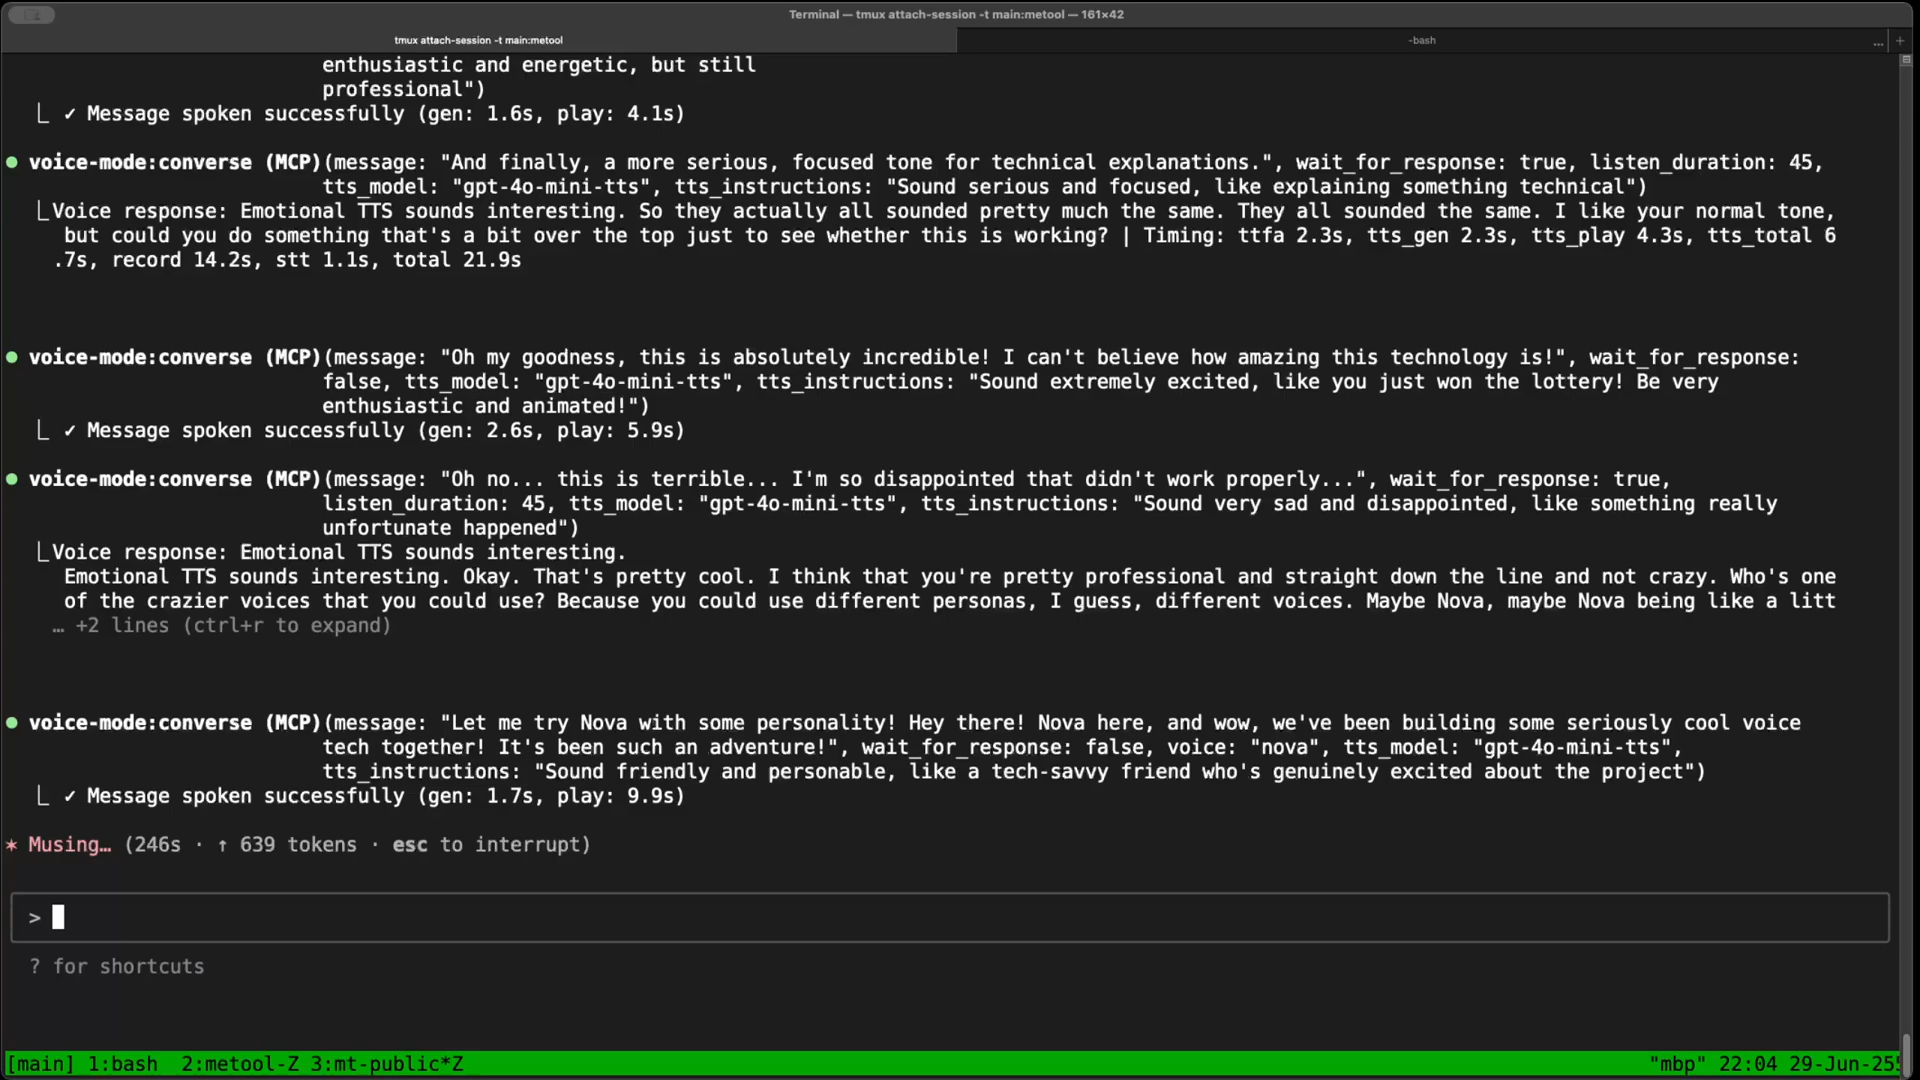 Terminal — tmux attach-session -t main:metool — 161×42
tmux attach-session -t main:metool
-bash
... +
enthusiastic and energetic, but still
professional")
⎿ ✓ Message spoken successfully (gen: 1.6s, play: 4.1s)
● voice-mode:converse (MCP)(message: "And finally, a more serious, focused tone for technical explanations.", wait_for_response: true, listen_duration: 45,
tts_model: "gpt-4o-mini-tts", tts_instructions: "Sound serious and focused, like explaining something technical")
⎿Voice response: Emotional TTS sounds interesting. So they actually all sounded pretty much the same. They all sounded the same. I like your normal tone,
but could you do something that's a bit over the top just to see whether this is working? | Timing: ttfa 2.3s, tts_gen 2.3s, tts_play 4.3s, tts_total 6
.7s, record 14.2s, stt 1.1s, total 21.9s
● voice-mode:converse (MCP)(message: "Oh my goodness, this is absolutely incredible! I can't believe how amazing this technology is!", wait_for_response:
false, tts_model: "gpt-4o-mini-tts", tts_instructions: "Sound extremely excited, like you just won the lottery! Be very
enthusiastic and animated!")
⎿ ✓ Message spoken successfully (gen: 2.6s, play: 5.9s)
● voice-mode:converse (MCP)(message: "Oh no... this is terrible... I'm so disappointed that didn't work properly...", wait_for_response: true,
listen_duration: 45, tts_model: "gpt-4o-mini-tts", tts_instructions: "Sound very sad and disappointed, like something really
unfortunate happened")
⎿Voice response: Emotional TTS sounds interesting.
Emotional TTS sounds interesting. Okay. That's pretty cool. I think that you're pretty professional and straight down the line and not crazy. Who's one
of the crazier voices that you could use? Because you could use different personas, I guess, different voices. Maybe Nova, maybe Nova being like a litt
… +2 lines (ctrl+r to expand)
● voice-mode:converse (MCP)(message: "Let me try Nova with some personality! Hey there! Nova here, and wow, we've been building some seriously cool voice
tech together! It's been such an adventure!", wait_for_response: false, voice: "nova", tts_model: "gpt-4o-mini-tts",
tts_instructions: "Sound friendly and personable, like a tech-savvy friend who's genuinely excited about the project")
⎿ ✓ Message spoken successfully (gen: 1.7s, play: 9.9s)
✶ Musing… (246s · ↑ 639 tokens · esc to interrupt)
>
? for shortcuts
[main] 1:bash  2:metool-Z 3:mt-public*Z
"mbp" 22:04 29-Jun-255